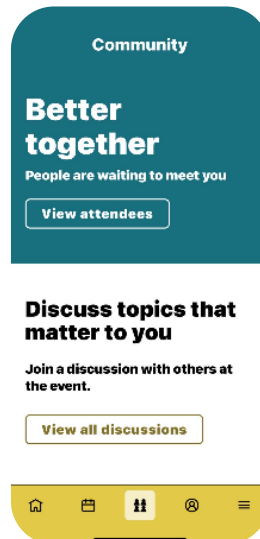 Community
Better
together
People are waiting to meet you
View attendees
Discuss topics that
matter to you
Join a discussion with others at
the event.
View all discussions